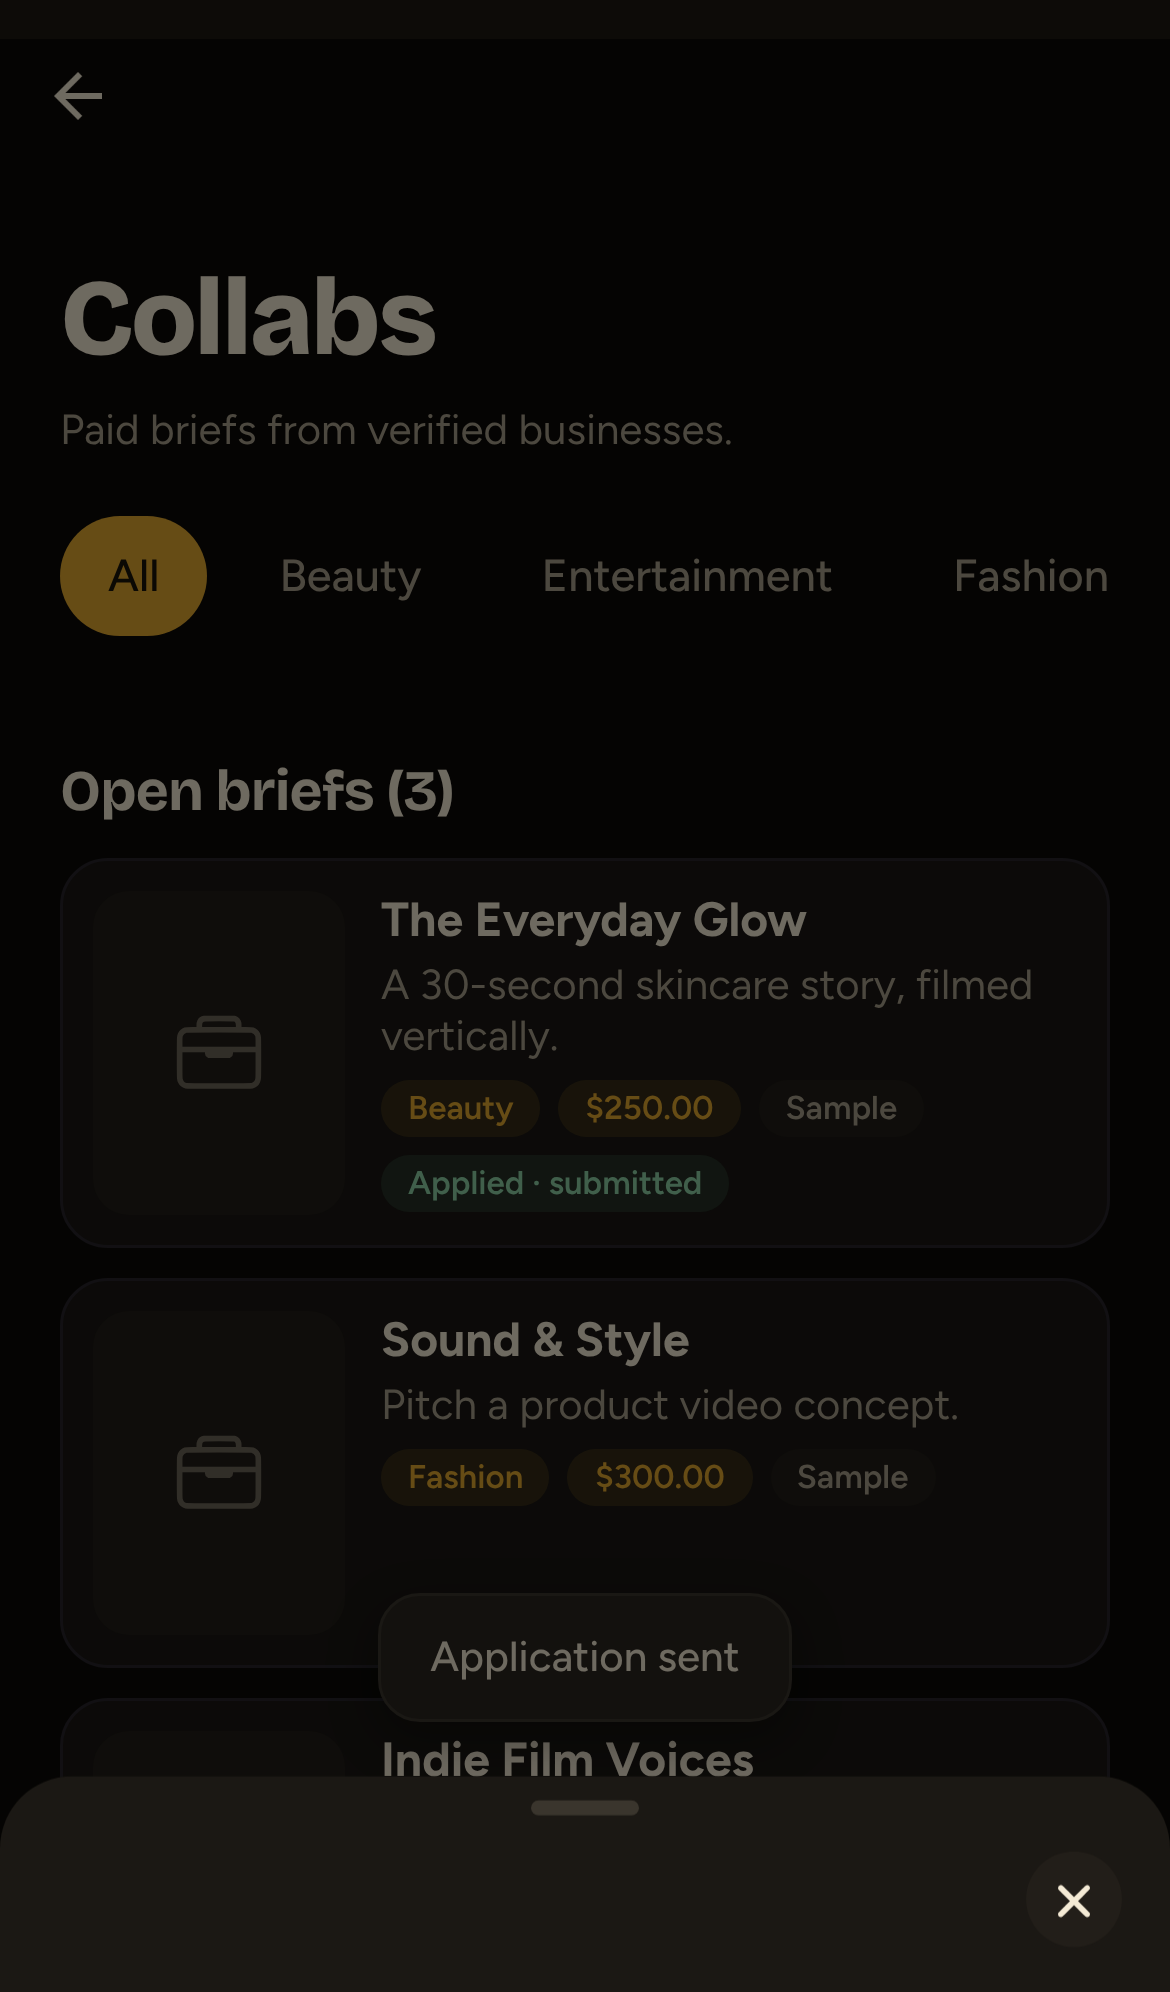 Collabs
Paid briefs from verified businesses.
All Beauty Entertainment Fashion
Open briefs (3)
The Everyday Glow
A 30-second skincare story, filmed
vertically.
Beauty $250.00 Sample
Applied · submitted
Sound & Style
Pitch a product video concept.
Fashion $300.00 Sample
Application sent
Indie Film Voices